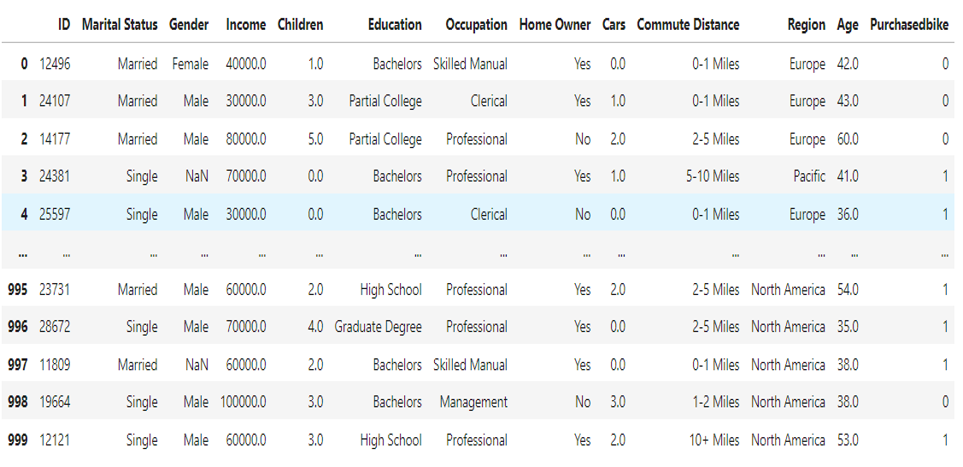 ID Marital Status Gender Income Children Education Occupation Home Owner Cars Commute Distance Region Age Purchasedbike
0 12496 Married Female 40000.0 1.0 Bachelors Skilled Manual Yes 0.0 0-1 Miles Europe 42.0 0
1 24107 Married Male 30000.0 3.0 Partial College Clerical Yes 1.0 0-1 Miles Europe 43.0 0
2 14177 Married Male 80000.0 5.0 Partial College Professional No 2.0 2-5 Miles Europe 60.0 0
3 24381 Single NaN 70000.0 0.0 Bachelors Professional Yes 1.0 5-10 Miles Pacific 41.0 1
4 25597 Single Male 30000.0 0.0 Bachelors Clerical No 0.0 0-1 Miles Europe 36.0 1
... ... ... ... ... ... ... ... ... ... ... ... ... ...
995 23731 Married Male 60000.0 2.0 High School Professional Yes 2.0 2-5 Miles North America 54.0 1
996 28672 Single Male 70000.0 4.0 Graduate Degree Professional Yes 0.0 2-5 Miles North America 35.0 1
997 11809 Married NaN 60000.0 2.0 Bachelors Skilled Manual Yes 0.0 0-1 Miles North America 38.0 1
998 19664 Single Male 100000.0 3.0 Bachelors Management No 3.0 1-2 Miles North America 38.0 0
999 12121 Single Male 60000.0 3.0 High School Professional Yes 2.0 10+ Miles North America 53.0 1